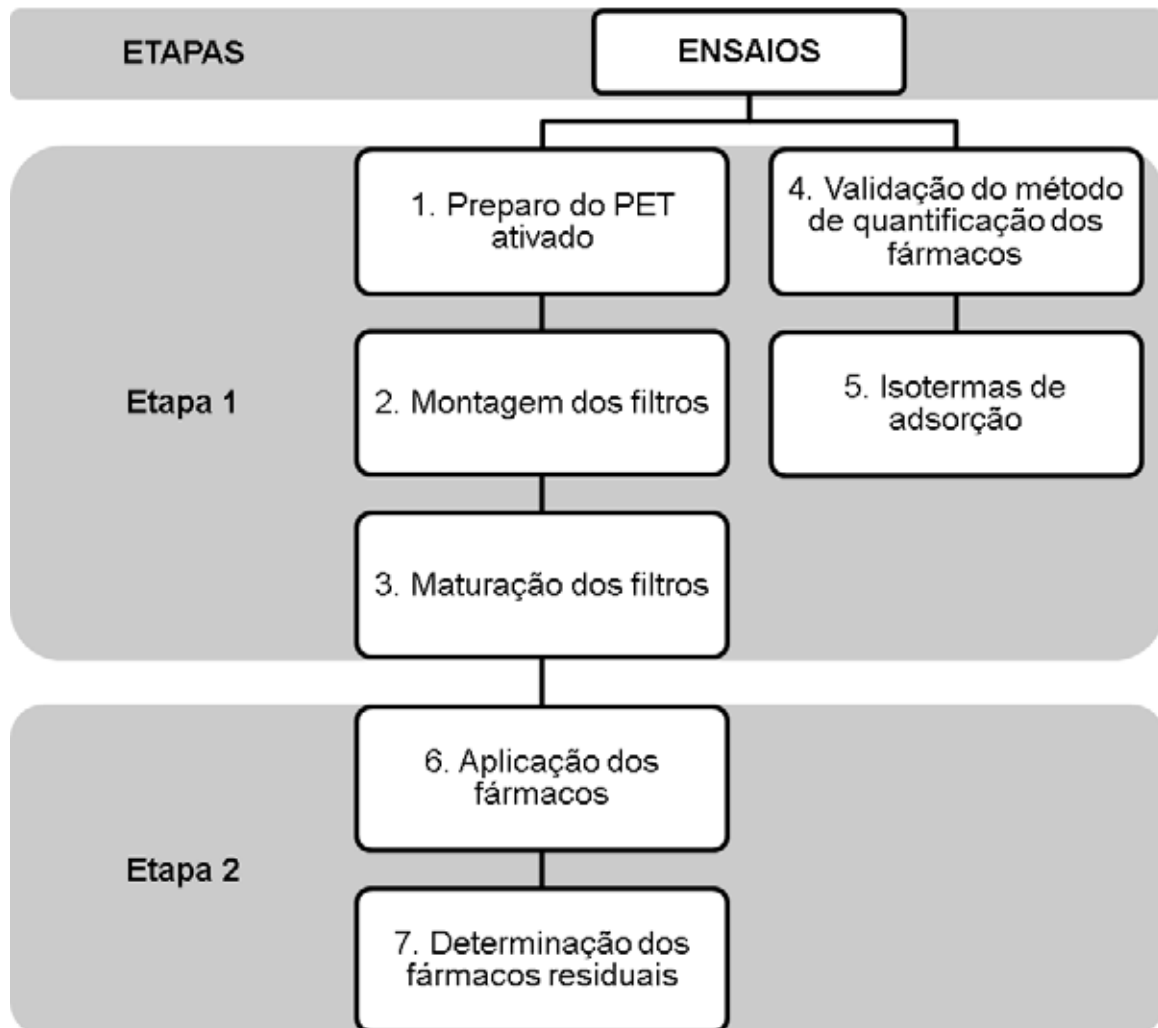 ETAPAS
ENSAIOS
1. Preparo do PET
ativado
4. Validação do método
de quantificação dos
fármacos
Etapa 1
2. Montagem dos filtros
5. Isotermas de
adsorção
3. Maturação dos filtros
Etapa 2
6. Aplicação dos
fármacos
7. Determinação dos
fármacos residuais